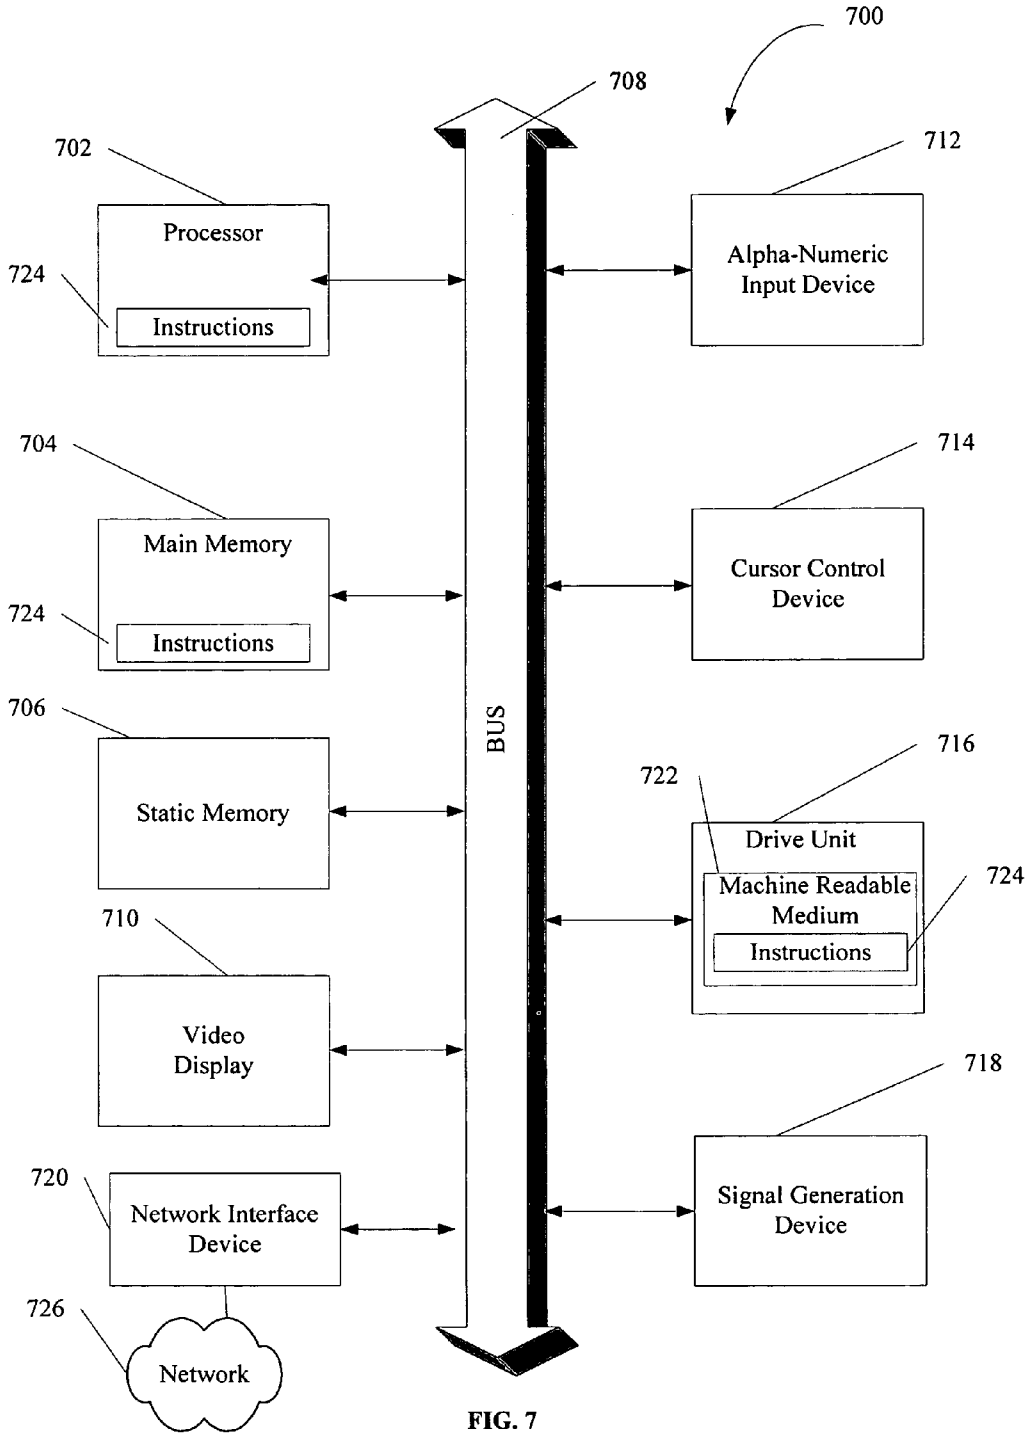 700
708
702
Processor
724
Instructions
712
Alpha-Numeric
Input Device
704
Main Memory
724
Instructions
714
Cursor Control
Device
706
Static Memory
BUS
716
722
Drive Unit
Machine Readable
Medium
Instructions
724
710
Video
Display
718
Signal Generation
Device
720
Network Interface
Device
726
Network
FIG. 7